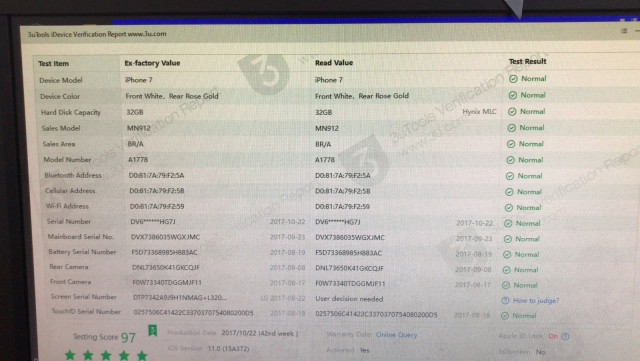 3uTools iDevice Verification Report www.3u.com
Test Item Ex-factory Value Read Value Test Result
Device Model iPhone 7 iPhone 7 Normal
Device Color Front White, Rear Rose Gold Front White, Rear Rose Gold Normal
Hard Disk Capacity 32GB 32GB Hynix MLC Normal
Sales Model MN912 MN912 Normal
Sales Area BR/A BR/A Normal
Model Number A1778 A1778 Normal
Bluetooth Address D0:81:7A:79:F2:5A D0:81:7A:79:F2:5A Normal
Cellular Address D0:81:7A:79:F2:5B D0:81:7A:79:F2:5B Normal
Wi-Fi Address D0:81:7A:79:F2:59 D0:81:7A:79:F2:59 Normal
Serial Number DV6******HG7J 2017-10-22 DV6******HG7J 2017-10-22 Normal
Mainboard Serial No. DVX7386035WGXJMC 2017-09-23 DVX7386035WGXJMC 2017-09-23 Normal
Battery Serial Number F5D73368985H883AC 2017-08-19 F5D73368985H883AC 2017-08-19 Normal
Rear Camera DNL73650K41GKCQJF 2017-09-08 DNL73650K41GKCQJF 2017-09-08 Normal
Front Camera F0W73340TDGGMJF11 2017-08-17 F0W73340TDGGMJF11 2017-08-17 Normal
Screen Serial Number 2017-08-22 User decision needed How to judge?
TouchID Serial Number 0257506C41422C3370370754080200D5 2017-08-18 0257506C41422C3370370754080200D5 2017-08-18 Normal
Testing Score 97 Production Date 2017/10/22 (42nd week) Warranty Date Online Query Apple ID Lock On
iOS Version 11.0 (15A372) Activated Yes Jailbroken No